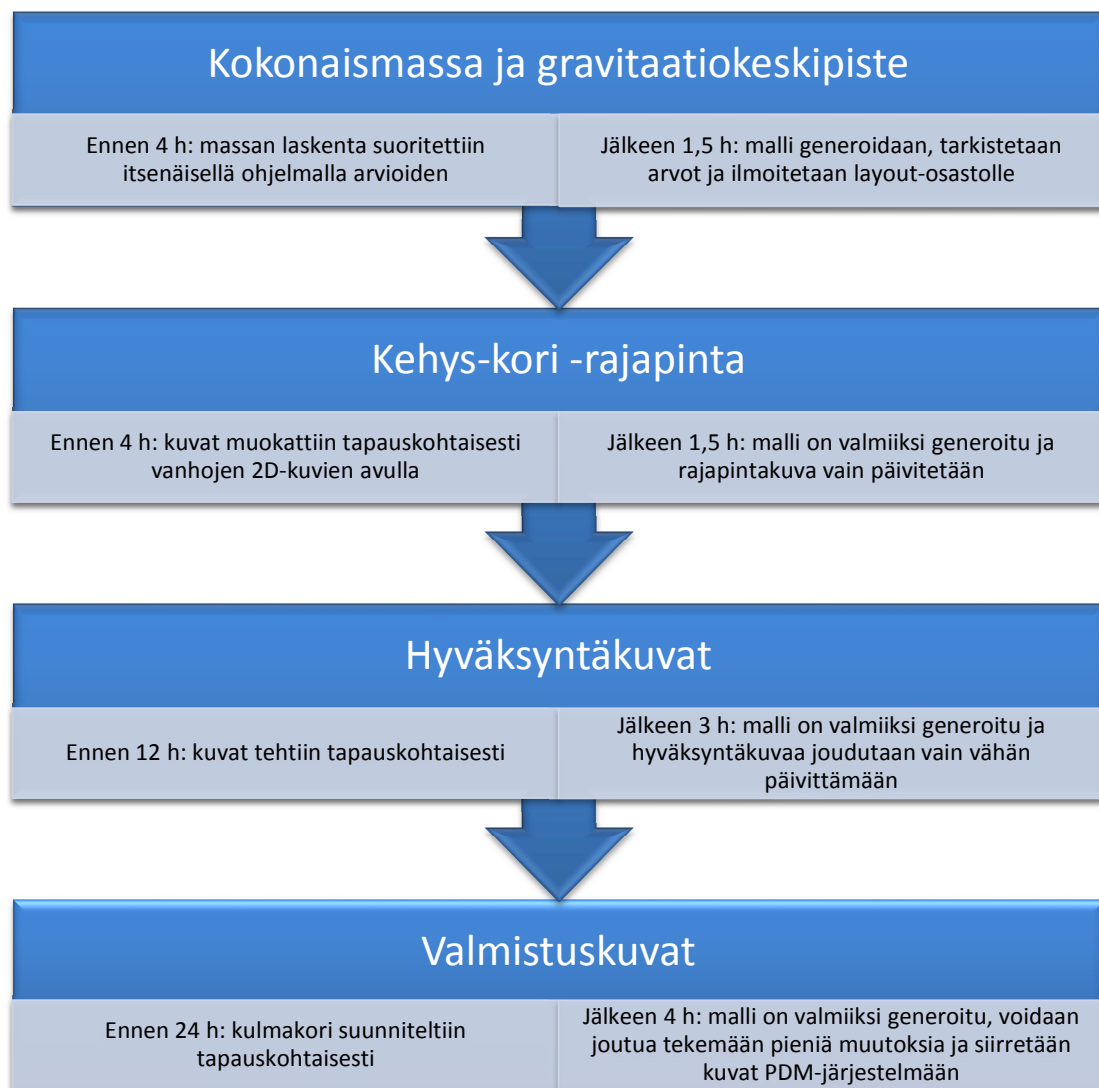 Kokonaismassa ja gravitaatiokeskipiste
Ennen 4 h: massan laskenta suoritettiin
itsenäisellä ohjelmalla arvioiden
Jälkeen 1,5 h: malli generoidaan, tarkistetaan
arvot ja ilmoitetaan layout-osastolle
Kehys-kori -rajapinta
Ennen 4 h: kuvat muokattiin tapauskohtaisesti
vanhojen 2D-kuvien avulla
Jälkeen 1,5 h: malli on valmiiksi generoitu ja
rajapintakuva vain päivitetään
Hyväksyntäkuvat
Ennen 12 h: kuvat tehtiin tapauskohtaisesti
Jälkeen 3 h: malli on valmiiksi generoitu ja
hyväksyntäkuvaa joudutaan vain vähän
päivittämään
Valmistuskuvat
Ennen 24 h: kulmakori suunniteltiin
tapauskohtaisesti
Jälkeen 4 h: malli on valmiiksi generoitu, voidaan
joutua tekemään pieniä muutoksia ja siirretään
kuvat PDM-järjestelmään